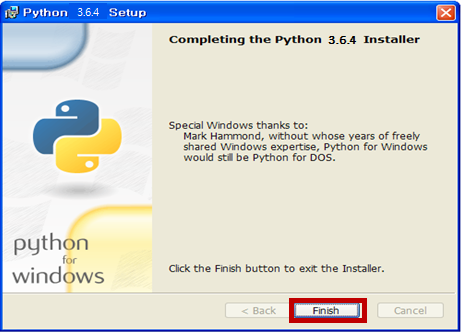 Python 3.6.4 Setup
Completing the Python 3.6.4 Installer
Special Windows thanks to:
Mark Hammond, without whose years of freely
shared Windows expertise, Python for Windows
would still be Python for DOS.
python
for
windows
Click the Finish button to exit the Installer.
< Back Finish Cancel